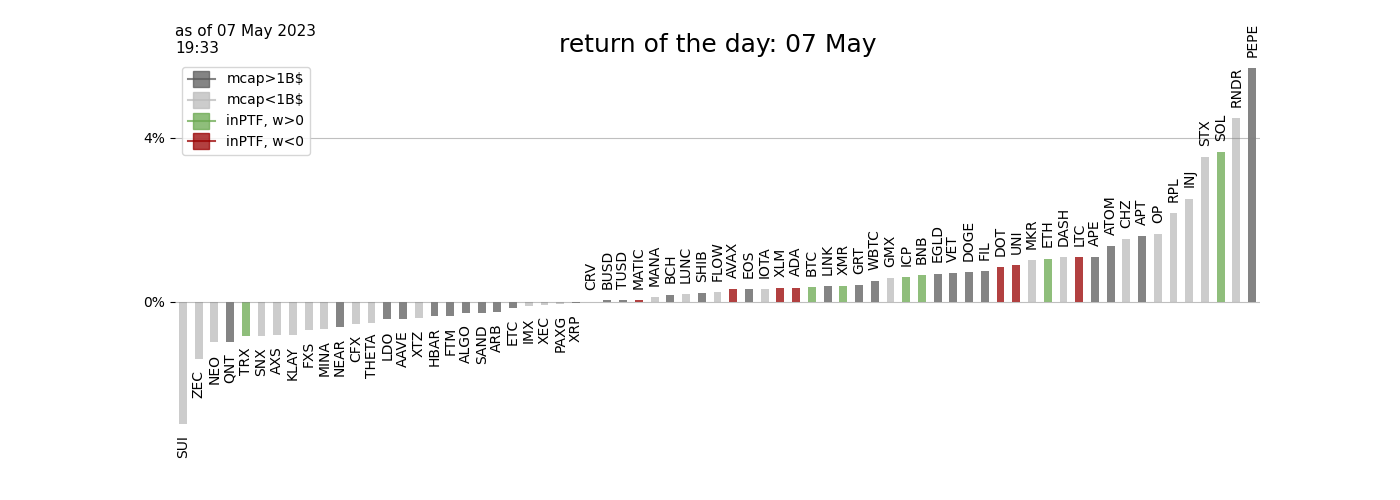 as of 07 May 2023
19:33
return of the day: 07 May
mcap>1B$
mcap<1B$
inPTF, w>0
inPTF, w<0
4%
0%
SUI
ZEC
NEO
QNT
TRX
SNX
AXS
KLAY
FXS
MINA
NEAR
CFX
THETA
LDO
AAVE
XTZ
HBAR
FTM
ALGO
SAND
ARB
ETC
IMX
XEC
PAXG
XRP
CRV
BUSD
TUSD
MATIC
MANA
BCH
LUNC
SHIB
FLOW
AVAX
EOS
IOTA
XLM
ADA
BTC
LINK
XMR
GRT
WBTC
GMX
ICP
BNB
EGLD
VET
DOGE
FIL
DOT
UNI
MKR
ETH
DASH
LTC
APE
ATOM
CHZ
APT
OP
RPL
INJ
STX
SOL
RNDR
PEPE